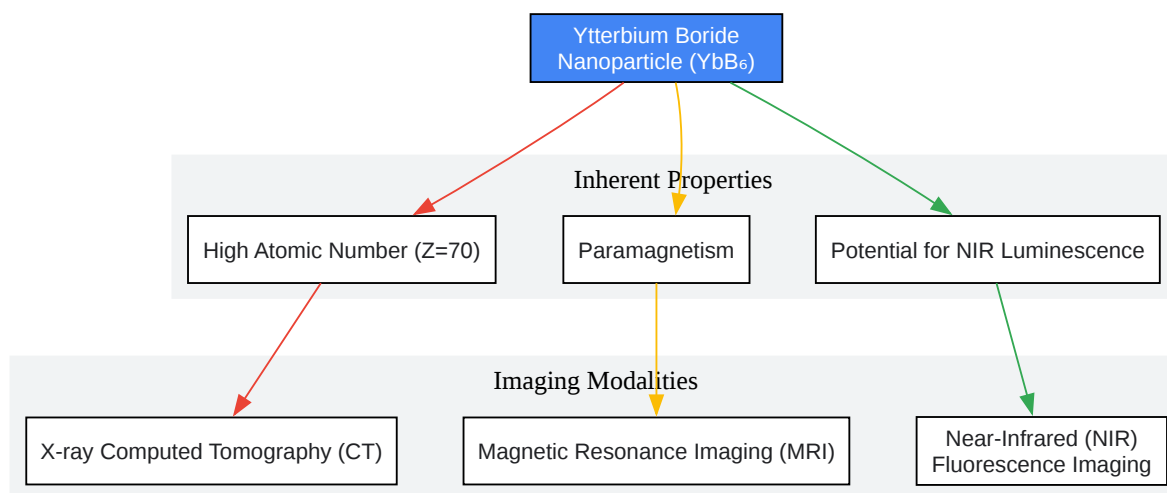 Ytterbium Boride
Nanoparticle (YbB₆)
Inherent Properties
High Atomic Number (Z=70)
Paramagnetism
Potential for NIR Luminescence
Imaging Modalities
X-ray Computed Tomography (CT)
Magnetic Resonance Imaging (MRI)
Near-Infrared (NIR)
Fluorescence Imaging